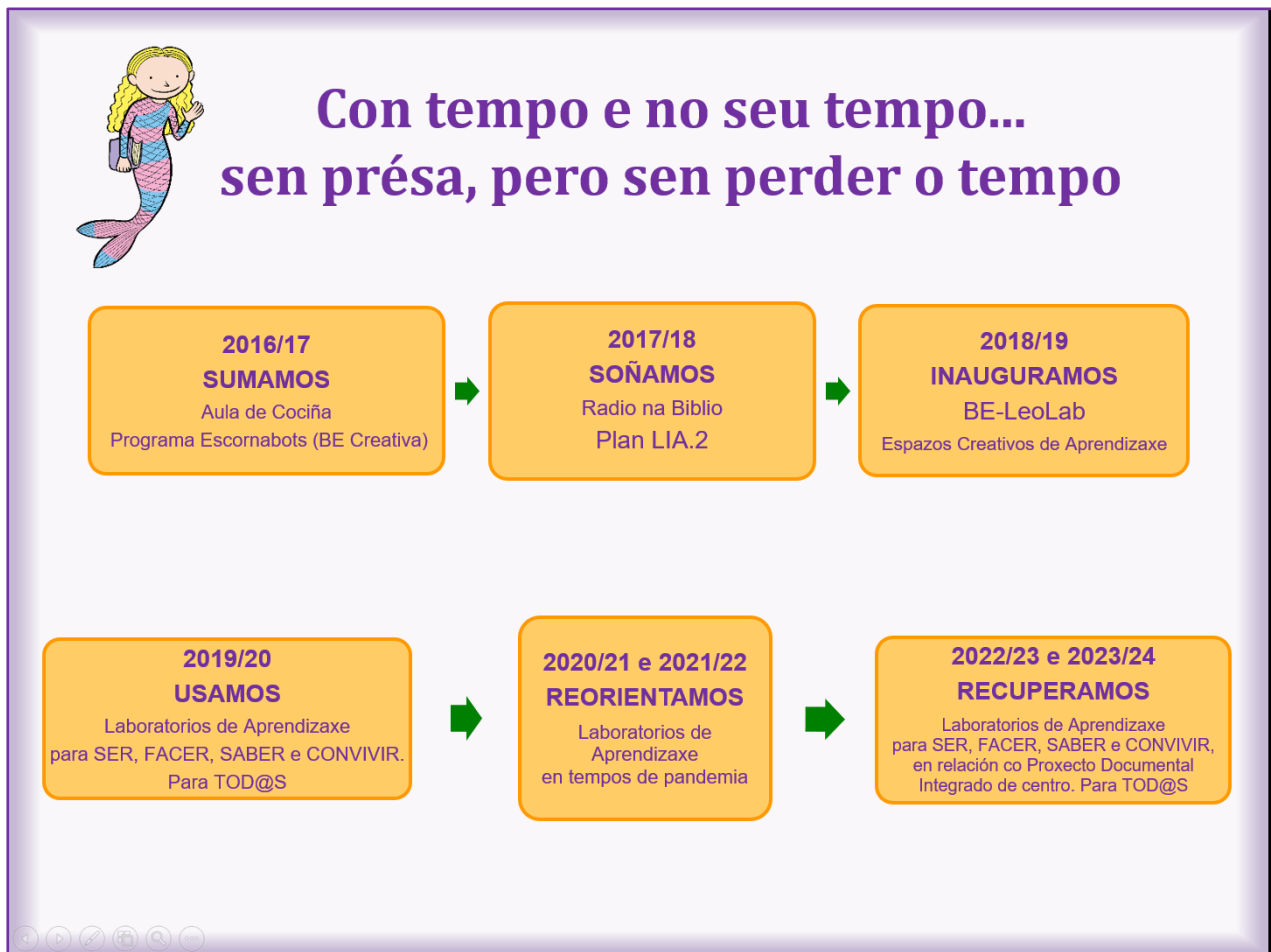 Con tempo e no seu tempo...
sen présa, pero sen perder o tempo
2016/17
SUMAMOS
Aula de Cociña
Programa Escornabots (BE Creativa)
2017/18
SOÑAMOS
Radio na Biblio
Plan LIA.2
2018/19
INAUGURAMOS
BE-LeoLab
Espazos Creativos de Aprendizaxe
2019/20
USAMOS
Laboratorios de Aprendizaxe
para SER, FACER, SABER e CONVIVIR.
Para TOD@S
2020/21 e 2021/22
REORIENTAMOS
Laboratorios de
Aprendizaxe
en tempos de pandemia
2022/23 e 2023/24
RECUPERAMOS
Laboratorios de Aprendizaxe
para SER, FACER, SABER e CONVIVIR,
en relación co Proxecto Documental
Integrado de centro. Para TOD@S